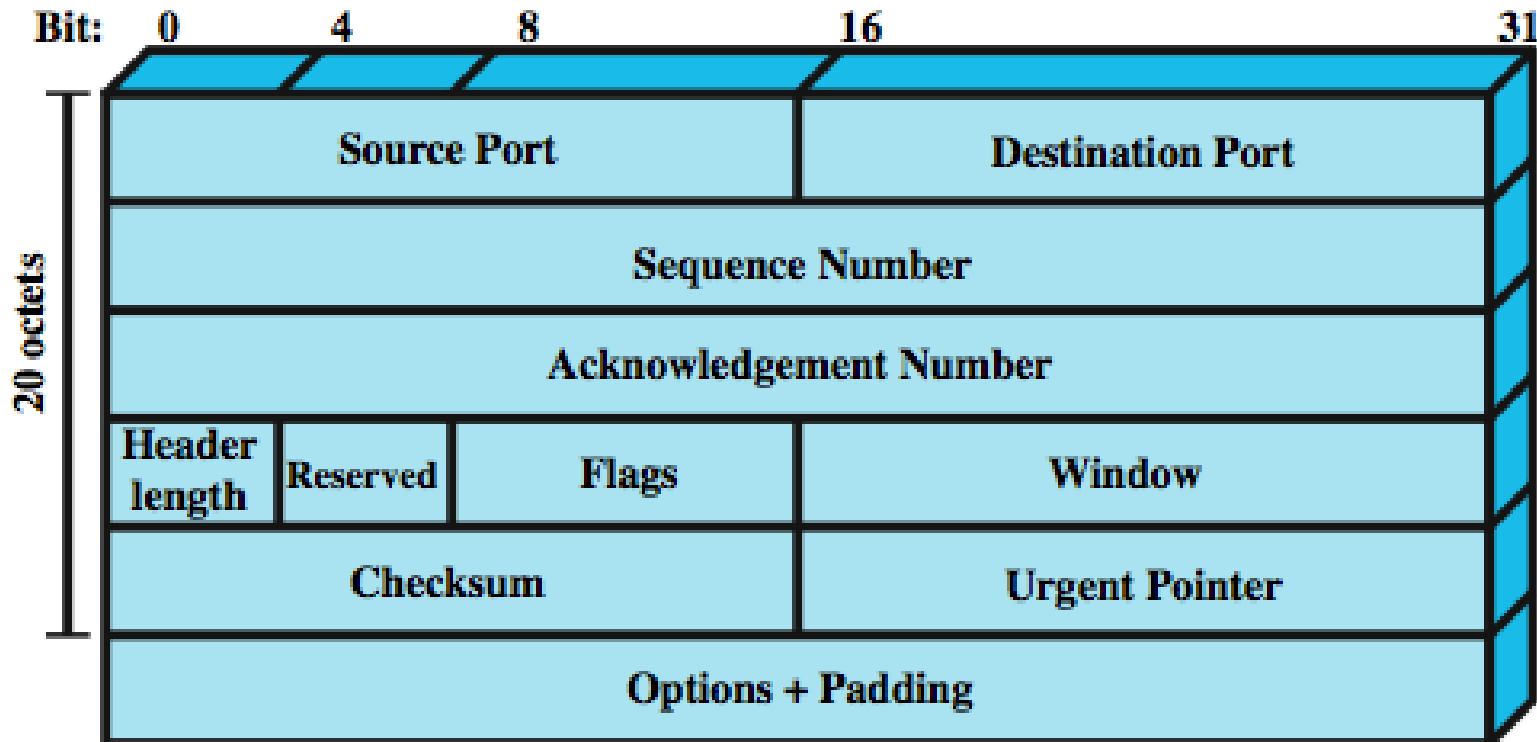 Bit: 0 4 8 16 31
Source Port Destination Port
Sequence Number
20 octets
Acknowledgement Number
Header
length
Reserved Flags Window
Checksum Urgent Pointer
Options + Padding